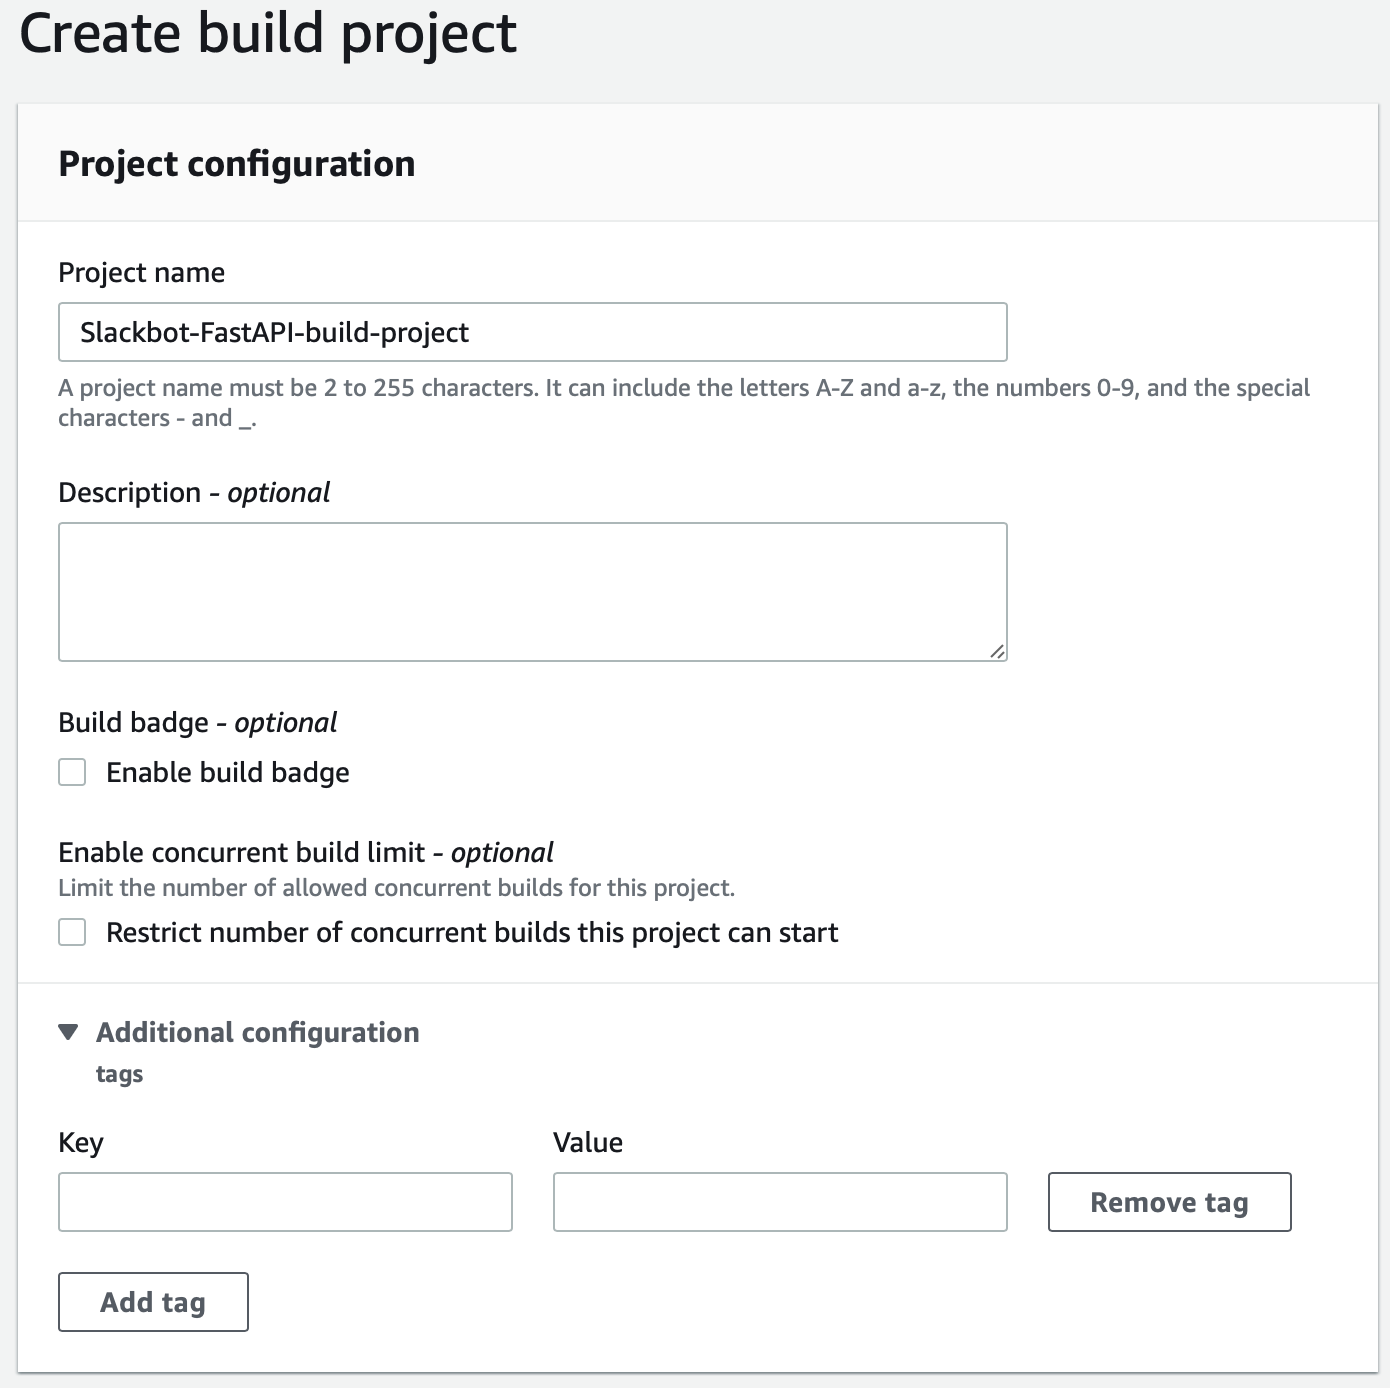 Create build project
Project configuration
Project name
Slackbot-FastAPI-build-project
A project name must be 2 to 255 characters. It can include the letters A-Z and a-z, the numbers 0-9, and the special
characters - and _.
Description - optional
Build badge - optional
Enable build badge
Enable concurrent build limit - optional
Limit the number of allowed concurrent builds for this project.
Restrict number of concurrent builds this project can start
Additional configuration
tags
Key Value
Remove tag
Add tag